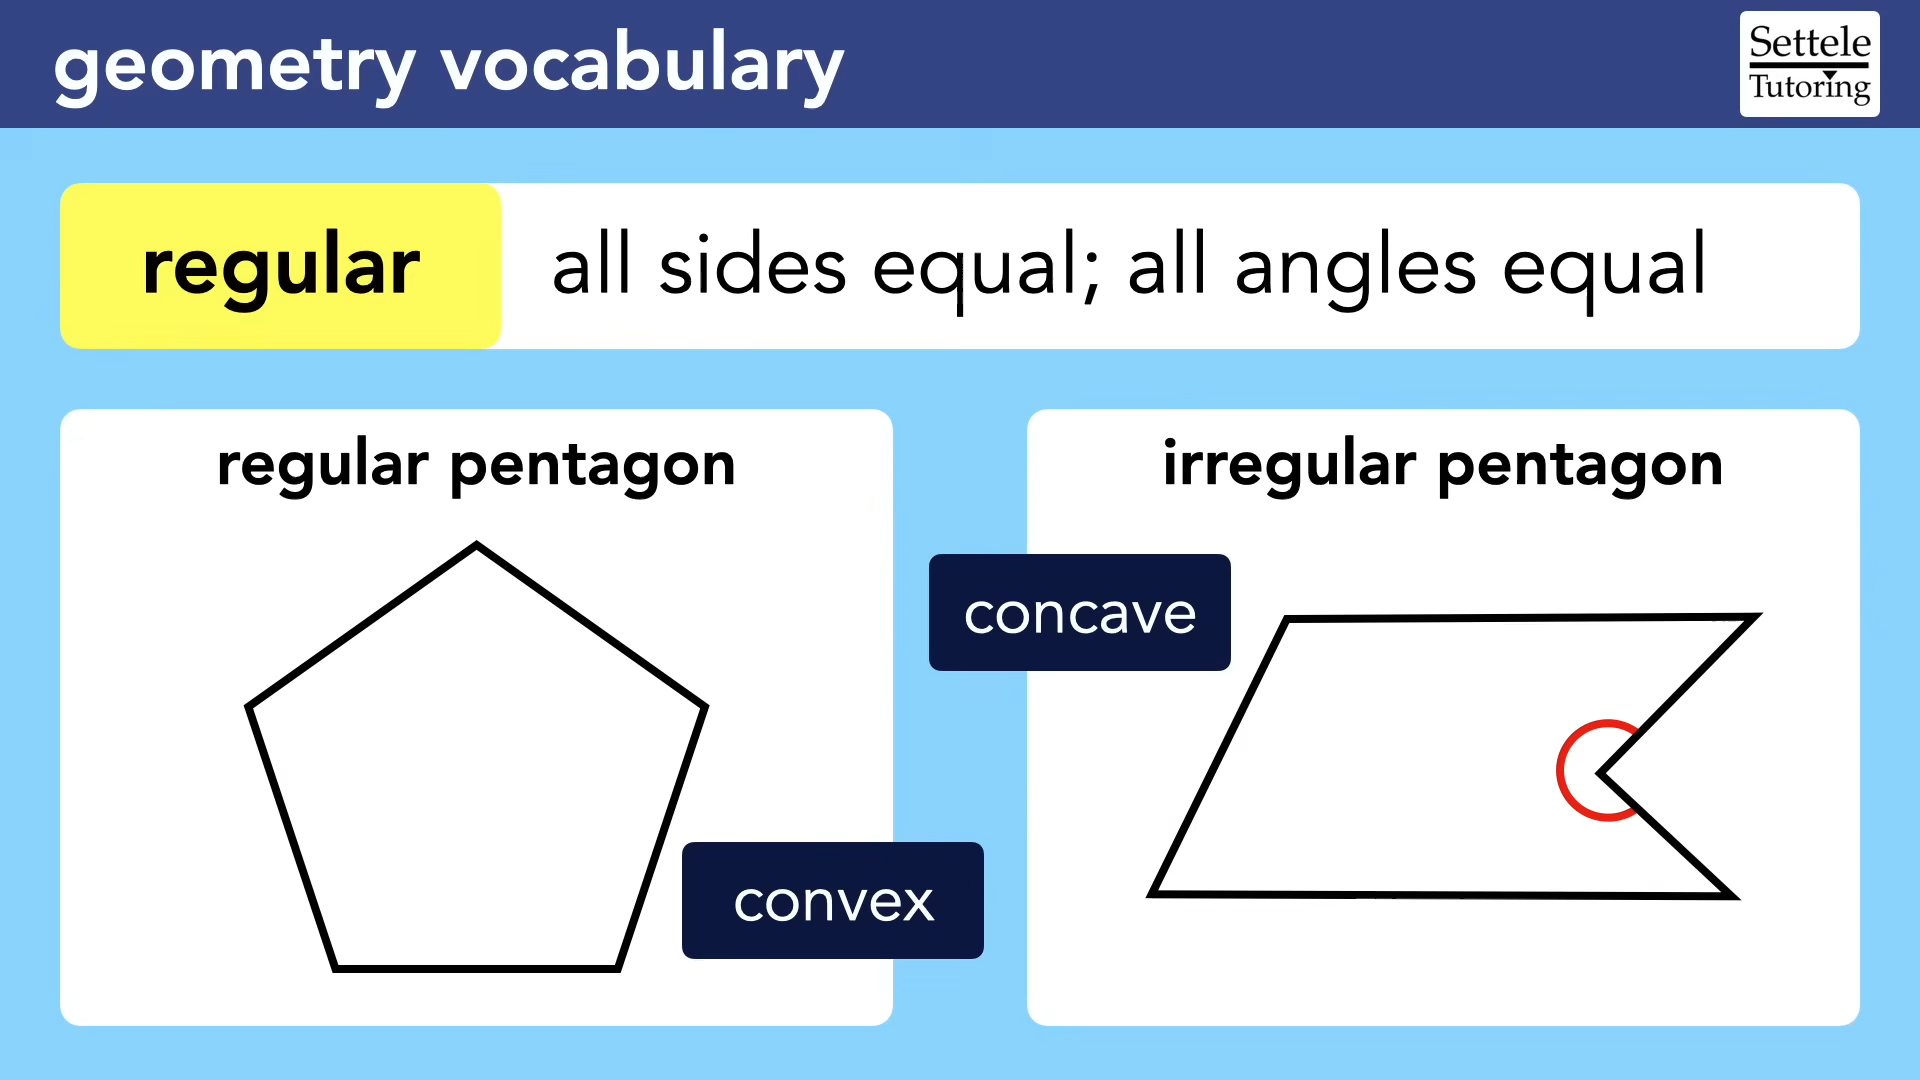 geometry vocabulary
Settele
Tutoring
regular
all sides equal; all angles equal
regular pentagon
irregular pentagon
concave
convex